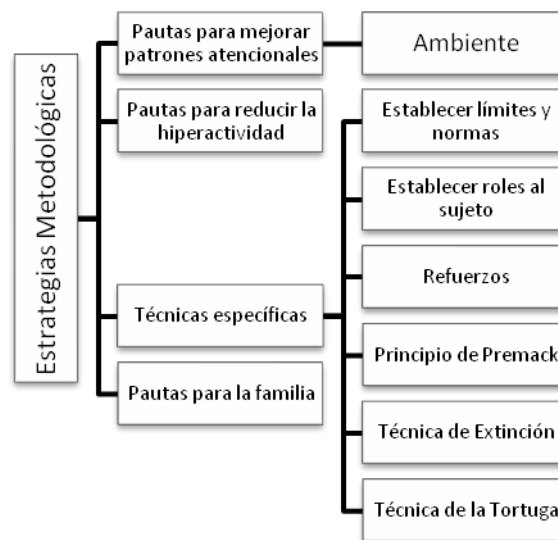 Estrategias Metodológicas
Pautas para mejorar
patrones atencionales
Ambiente
Pautas para reducir la
hiperactividad
Técnicas específicas
Establecer límites y
normas
Establecer roles al
sujeto
Refuerzos
Principio de Premack
Técnica de Extinción
Técnica de la Tortuga
Pautas para la familia